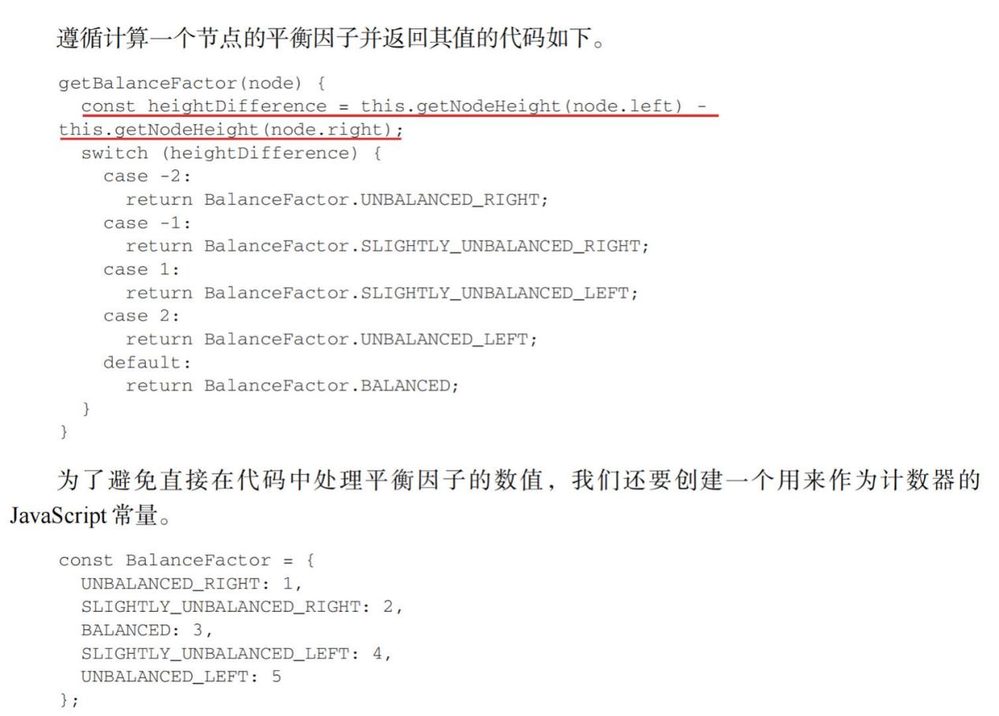 遵循计算一个节点的平衡因子并返回其值的代码如下。
getBalanceFactor(node) {
  const heightDifference = this.getNodeHeight(node.left) -
this.getNodeHeight(node.right);
  switch (heightDifference) {
    case -2:
      return BalanceFactor.UNBALANCED_RIGHT;
    case -1:
      return BalanceFactor.SLIGHTLY_UNBALANCED_RIGHT;
    case 1:
      return BalanceFactor.SLIGHTLY_UNBALANCED_LEFT;
    case 2:
      return BalanceFactor.UNBALANCED_LEFT;
    default:
      return BalanceFactor.BALANCED;
  }
}
为了避免直接在代码中处理平衡因子的数值，我们还要创建一个用来作为计数器的
JavaScript 常量。
const BalanceFactor = {
  UNBALANCED_RIGHT: 1,
  SLIGHTLY_UNBALANCED_RIGHT: 2,
  BALANCED: 3,
  SLIGHTLY_UNBALANCED_LEFT: 4,
  UNBALANCED_LEFT: 5
};